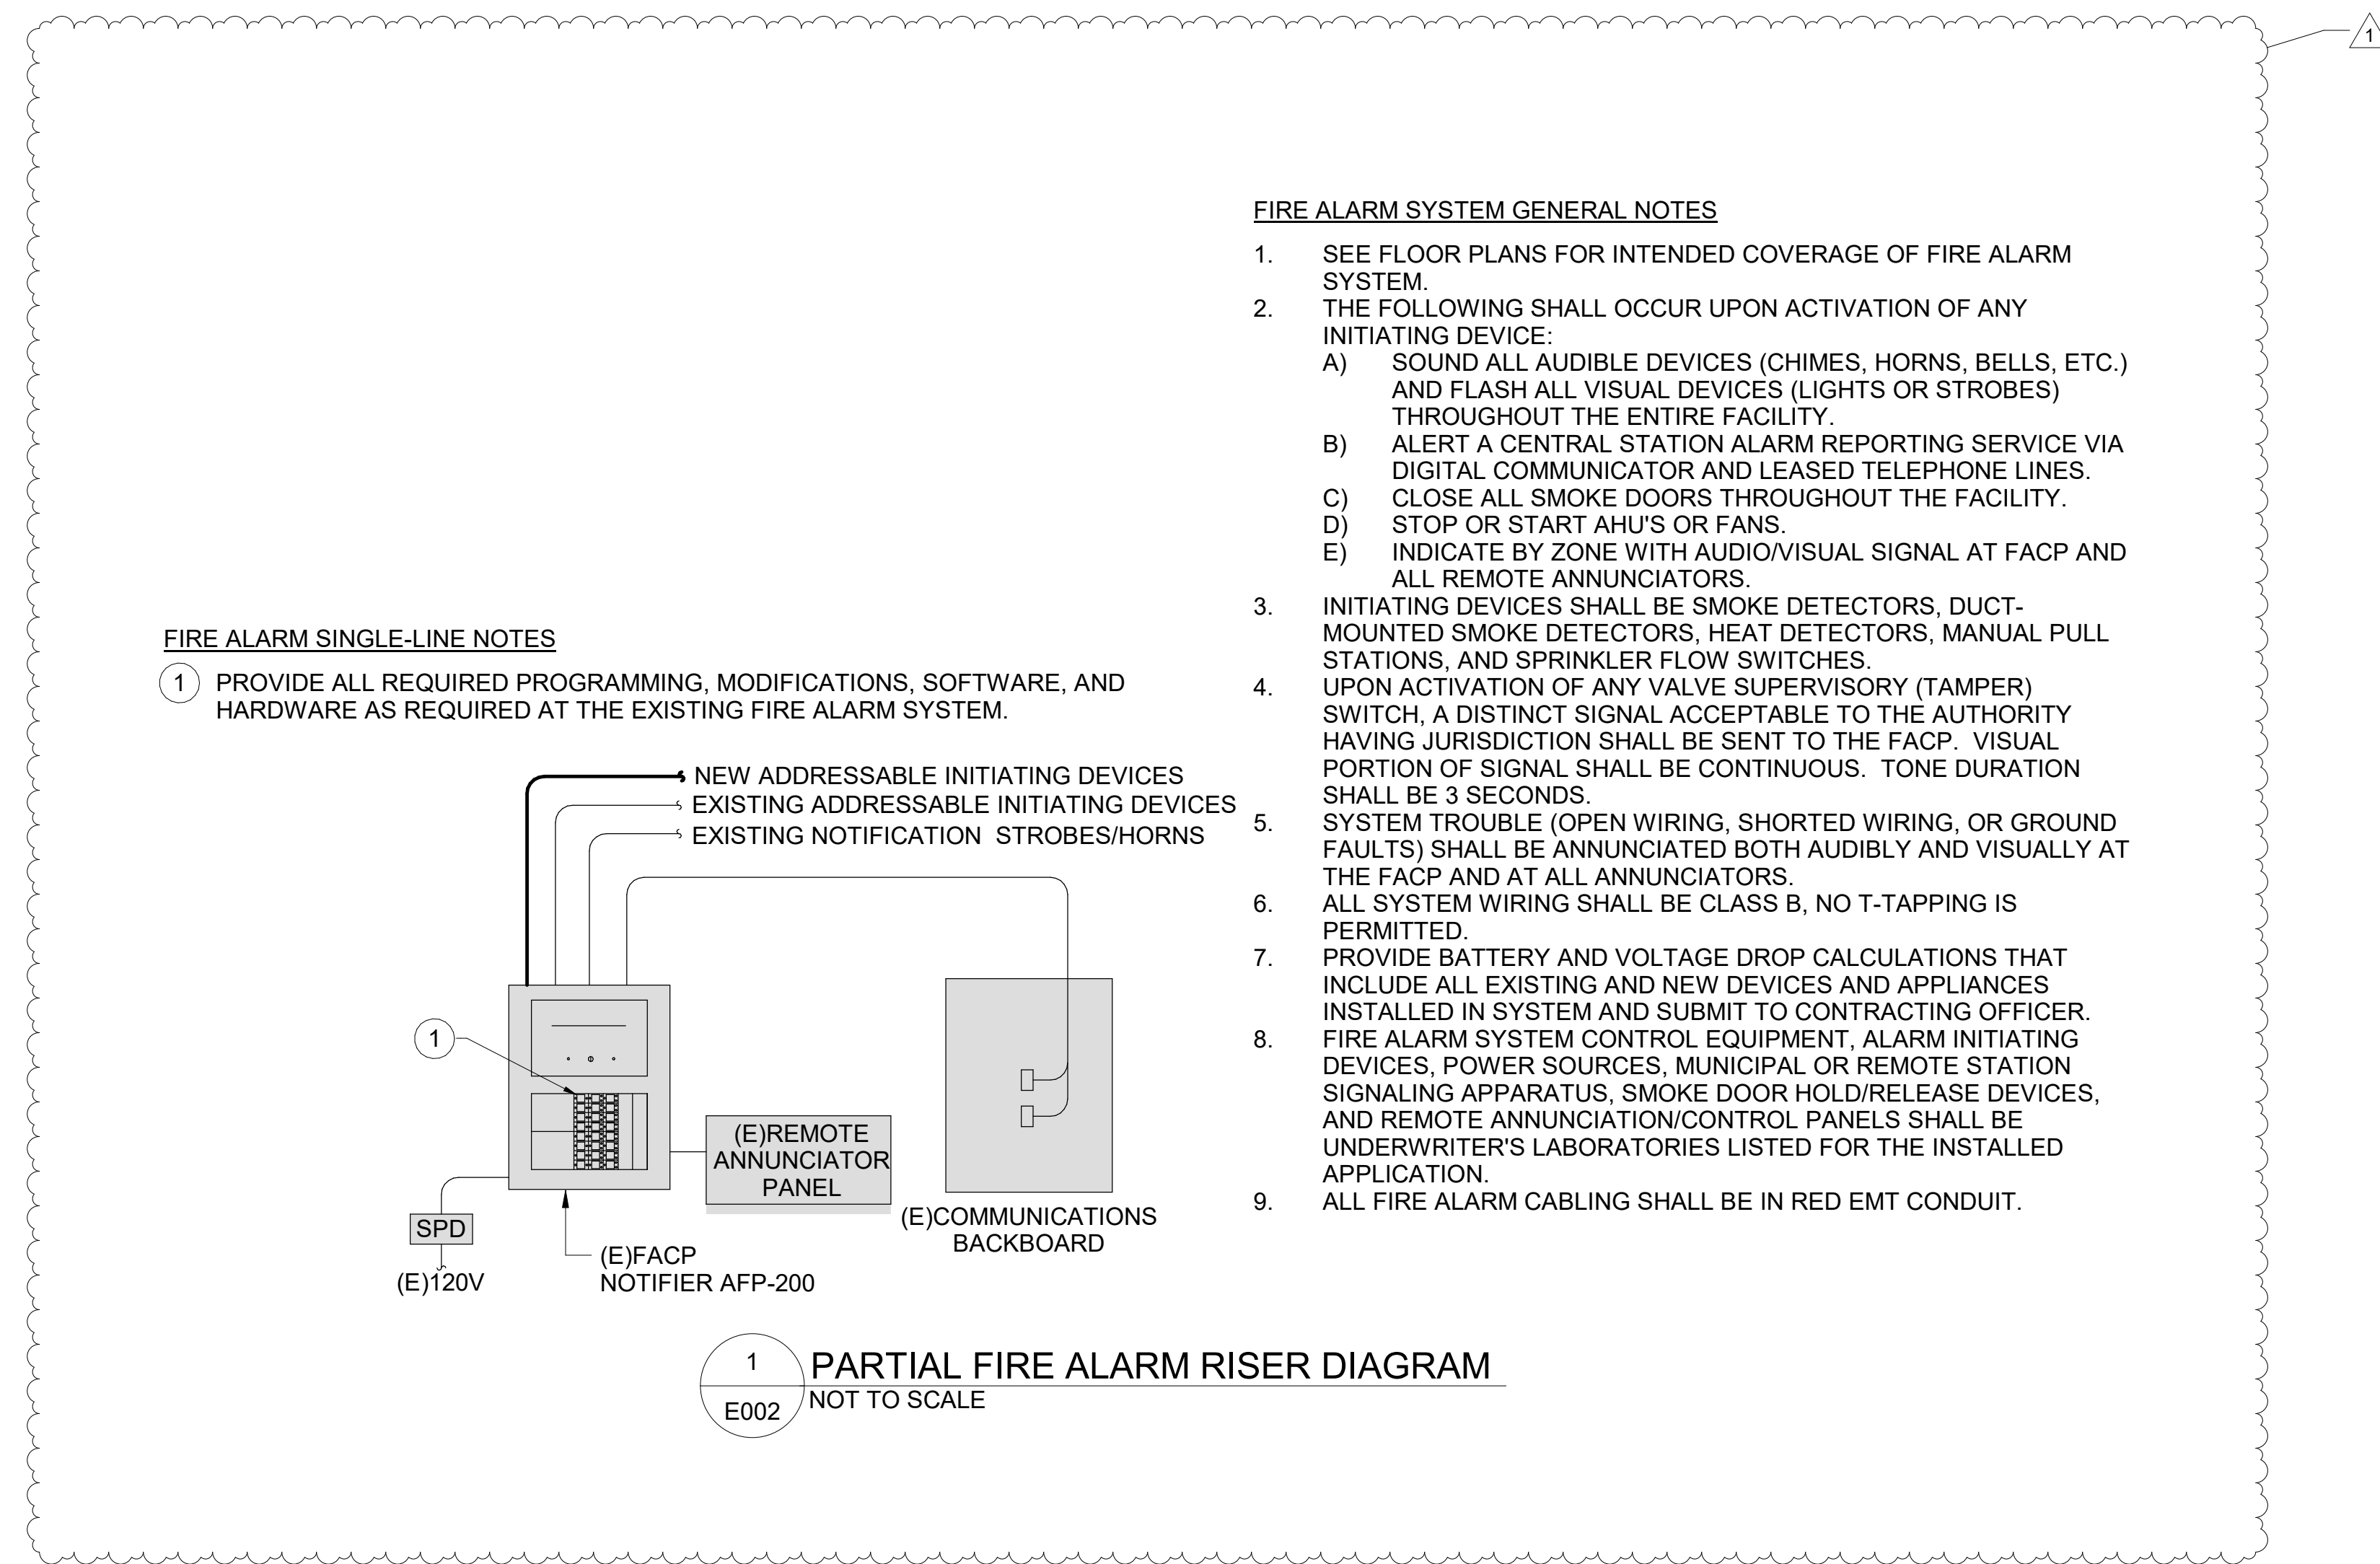 1
FIRE ALARM SYSTEM GENERAL NOTES
1. SEE FLOOR PLANS FOR INTENDED COVERAGE OF FIRE ALARM
SYSTEM.
2. THE FOLLOWING SHALL OCCUR UPON ACTIVATION OF ANY
INITIATING DEVICE:
A) SOUND ALL AUDIBLE DEVICES (CHIMES, HORNS, BELLS, ETC.)
AND FLASH ALL VISUAL DEVICES (LIGHTS OR STROBES)
THROUGHOUT THE ENTIRE FACILITY.
B) ALERT A CENTRAL STATION ALARM REPORTING SERVICE VIA
DIGITAL COMMUNICATOR AND LEASED TELEPHONE LINES.
C) CLOSE ALL SMOKE DOORS THROUGHOUT THE FACILITY.
D) STOP OR START AHU'S OR FANS.
E) INDICATE BY ZONE WITH AUDIO/VISUAL SIGNAL AT FACP AND
ALL REMOTE ANNUNCIATORS.
3. INITIATING DEVICES SHALL BE SMOKE DETECTORS, DUCT-
MOUNTED SMOKE DETECTORS, HEAT DETECTORS, MANUAL PULL
STATIONS, AND SPRINKLER FLOW SWITCHES.
4. UPON ACTIVATION OF ANY VALVE SUPERVISORY (TAMPER)
SWITCH, A DISTINCT SIGNAL ACCEPTABLE TO THE AUTHORITY
HAVING JURISDICTION SHALL BE SENT TO THE FACP. VISUAL
PORTION OF SIGNAL SHALL BE CONTINUOUS. TONE DURATION
SHALL BE 3 SECONDS.
5. SYSTEM TROUBLE (OPEN WIRING, SHORTED WIRING, OR GROUND
FAULTS) SHALL BE ANNUNCIATED BOTH AUDIBLY AND VISUALLY AT
THE FACP AND AT ALL ANNUNCIATORS.
6. ALL SYSTEM WIRING SHALL BE CLASS B, NO T-TAPPING IS
PERMITTED.
7. PROVIDE BATTERY AND VOLTAGE DROP CALCULATIONS THAT
INCLUDE ALL EXISTING AND NEW DEVICES AND APPLIANCES
INSTALLED IN SYSTEM AND SUBMIT TO CONTRACTING OFFICER.
8. FIRE ALARM SYSTEM CONTROL EQUIPMENT, ALARM INITIATING
DEVICES, POWER SOURCES, MUNICIPAL OR REMOTE STATION
SIGNALING APPARATUS, SMOKE DOOR HOLD/RELEASE DEVICES,
AND REMOTE ANNUNCIATION/CONTROL PANELS SHALL BE
UNDERWRITER'S LABORATORIES LISTED FOR THE INSTALLED
APPLICATION.
9. ALL FIRE ALARM CABLING SHALL BE IN RED EMT CONDUIT.
FIRE ALARM SINGLE-LINE NOTES
1 PROVIDE ALL REQUIRED PROGRAMMING, MODIFICATIONS, SOFTWARE, AND
HARDWARE AS REQUIRED AT THE EXISTING FIRE ALARM SYSTEM.
NEW ADDRESSABLE INITIATING DEVICES
EXISTING ADDRESSABLE INITIATING DEVICES
EXISTING NOTIFICATION STROBES/HORNS
1
(E)REMOTE
ANNUNCIATOR
PANEL
(E)COMMUNICATIONS
BACKBOARD
SPD
(E)120V
(E)FACP
NOTIFIER AFP-200
1
E002
PARTIAL FIRE ALARM RISER DIAGRAM
NOT TO SCALE